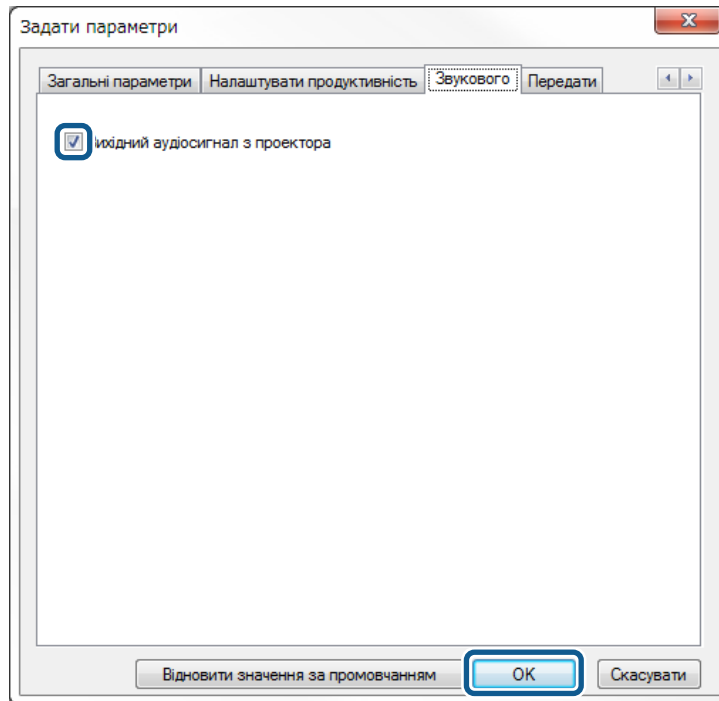 Задати параметри
Загальні параметри Налаштувати продуктивність Звукового Передати
ихідний аудіосигнал з проектора
Відновити значення за промовчанням OK Скасувати